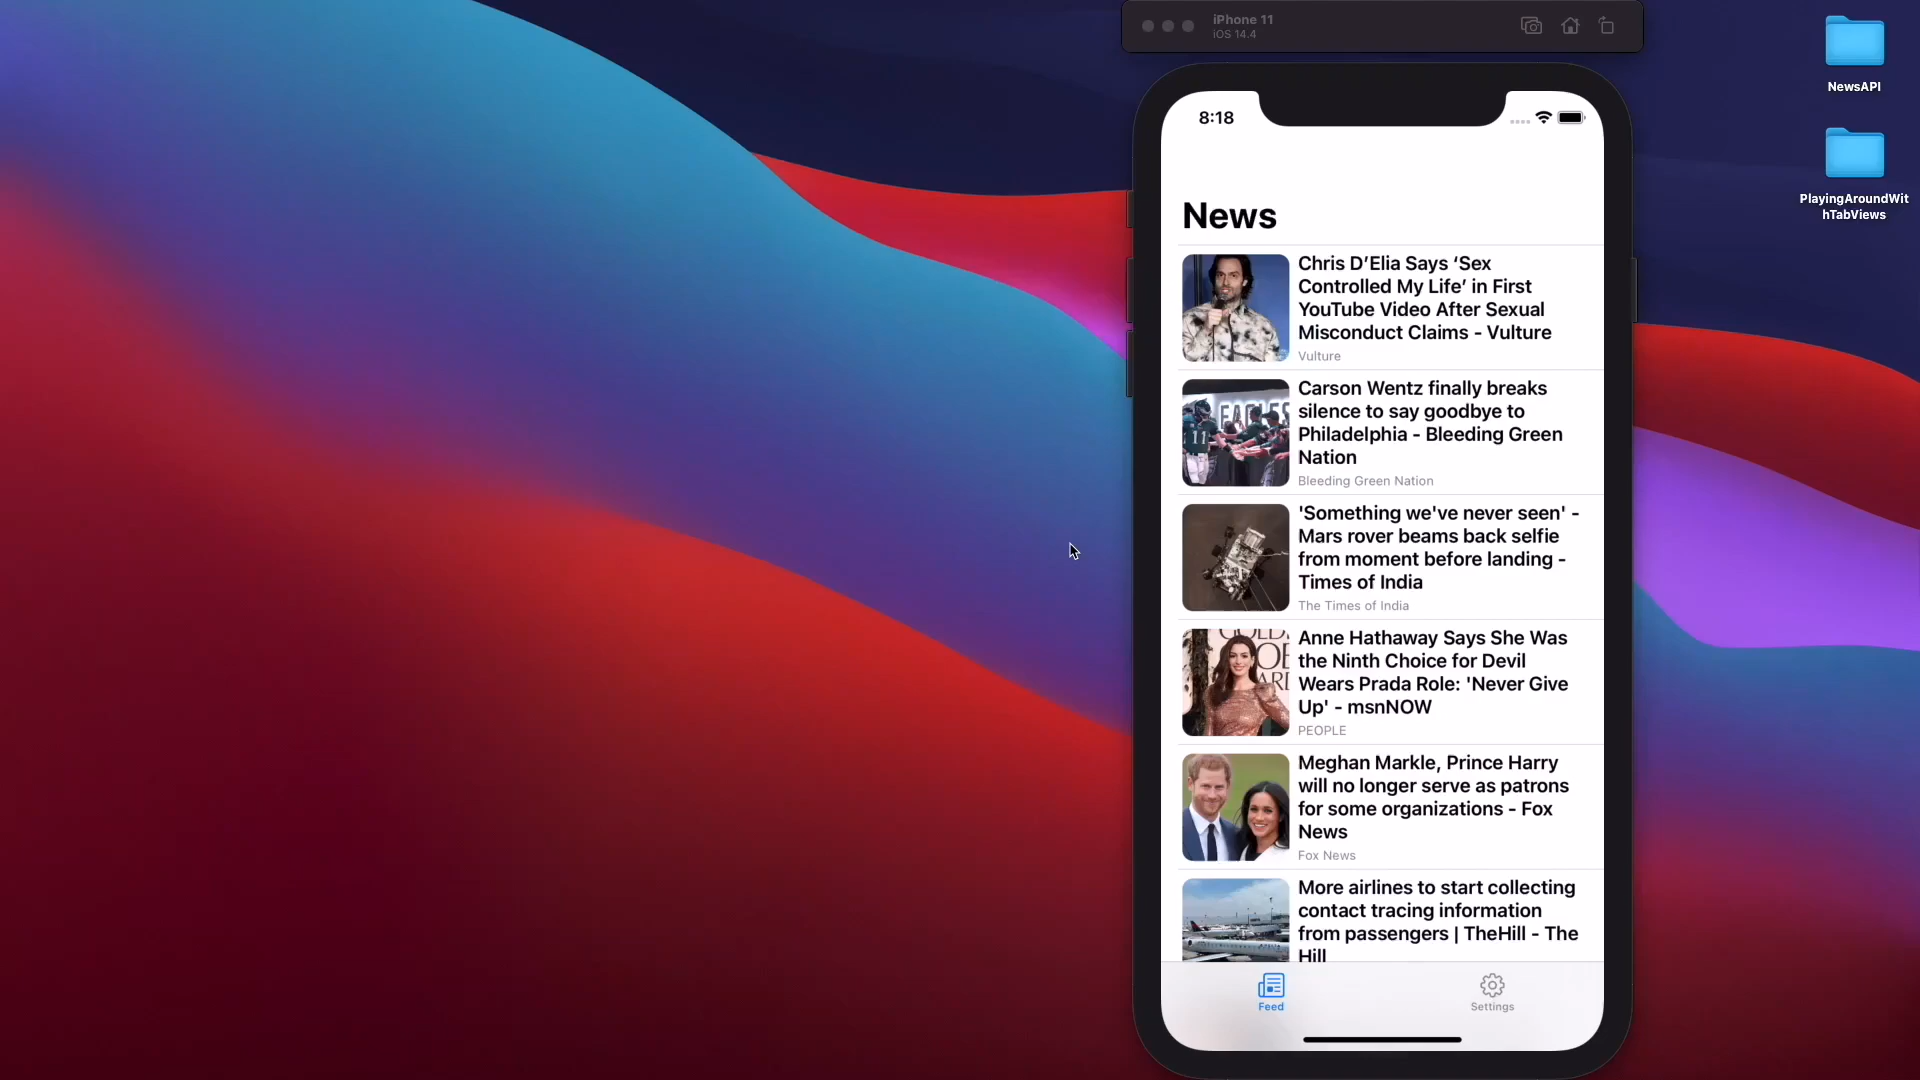 iPhone 11
iOS 14.4
NewsAPI
PlayingAroundWit
hTabViews
8:18
News
Chris D’Elia Says ‘Sex
Controlled My Life’ in First
YouTube Video After Sexual
Misconduct Claims - Vulture
Vulture
EAGLES
11
Carson Wentz finally breaks
silence to say goodbye to
Philadelphia - Bleeding Green
Nation
Bleeding Green Nation
'Something we've never seen' -
Mars rover beams back selfie
from moment before landing -
Times of India
The Times of India
Anne Hathaway Says She Was
the Ninth Choice for Devil
Wears Prada Role: 'Never Give
Up' - msnNOW
PEOPLE
Meghan Markle, Prince Harry
will no longer serve as patrons
for some organizations - Fox
News
Fox News
More airlines to start collecting
contact tracing information
from passengers | TheHill - The
Hill
Feed
Settings